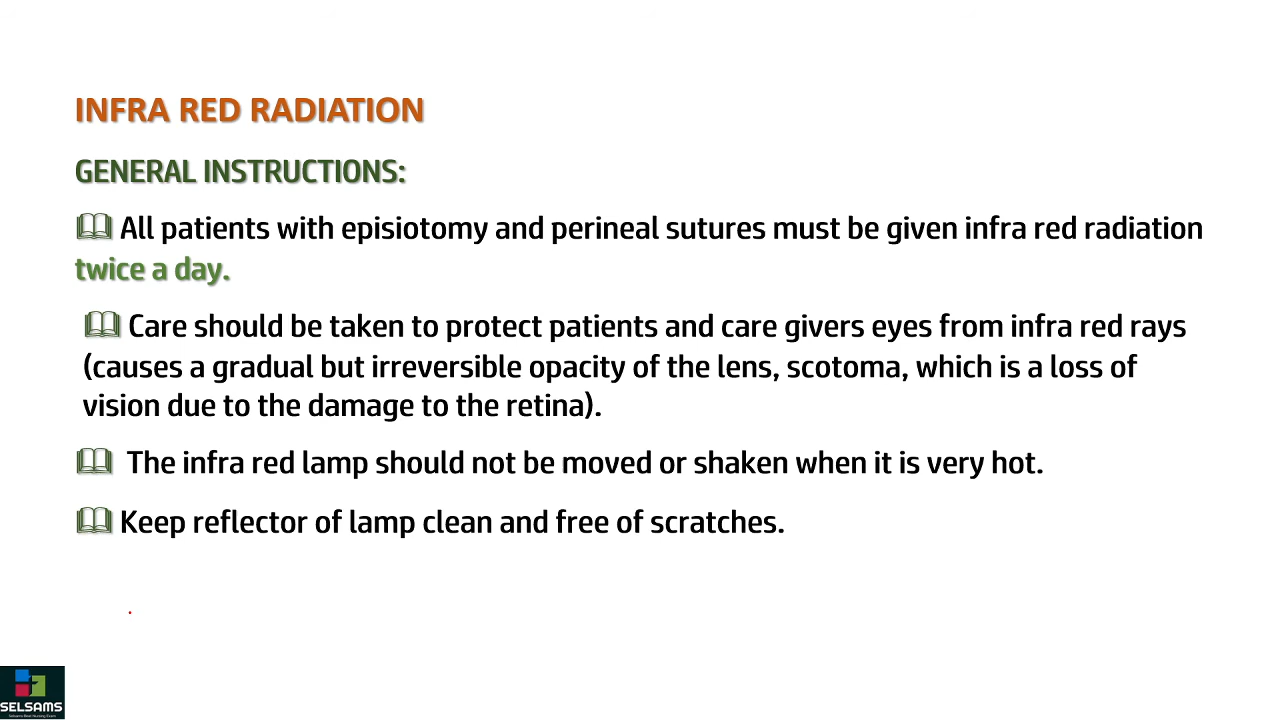 INFRA RED RADIATION
GENERAL INSTRUCTIONS:
All patients with episiotomy and perineal sutures must be given infra red radiation
twice a day.
Care should be taken to protect patients and care givers eyes from infra red rays
(causes a gradual but irreversible opacity of the lens, scotoma, which is a loss of
vision due to the damage to the retina).
The infra red lamp should not be moved or shaken when it is very hot.
Keep reflector of lamp clean and free of scratches.
SELSAMS